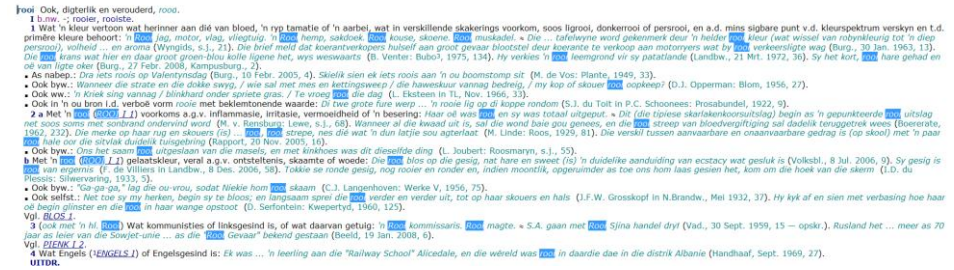 rooi Ook, digterlik en verouderd, rooa.
I b.nw. -; rooier, rooiste.
1 Wat 'n kleur vertoon wat herinner aan dié van bloed, 'n ryp tamatie of 'n aarbei, wat in verskillende skakerings voorkom, soos ligrooi, donkerrooi of persrooi, en a.d. mins sigbare punt v.d. kleurspektrum verskyn en t.d.
primêre kleure behoort: 'n Rooi jag, motor, vlag, vliegtuig. 'n Rooi hemp, sakdoek. Rooi kouse, skoene. Rooi muskadel. ≈ Die ... tafelwyne word gekenmerk deur 'n helder rooi kleur (wat wissel van robynkleurig tot 'n diep
persrooi), volheid ... en aroma (Wyngids, s.j., 21). Die brief meld dat koerantverkopers hulself aan groot gevaar blootstel deur koerante te verkoop aan motorryers wat by rooi verkeersligte wag (Burg., 30 Jan. 1963, 13).
Die rooi krans wat hier en daar groot groen-blou kolle ligene het, wys weswaarts (B. Venter: Bubo³, 1975, 134). Hy verkies 'n rooi leemgrond vir sy patatlande (Landbw., 21 Mrt. 1972, 36). Sy het kort, rooi hare gehad en
oë van ligte oker (Burg., 27 Febr. 2008, Kampusburg., 2).
• As nabep.: Dra iets roois op Valentynsdag (Burg., 10 Febr. 2005, 4). Skielik sien ek iets roois aan 'n ou boomstomp sit (M. de Vos: Plante, 1949, 33).
• Ook byw.: Wanneer die strate en die dokke swyg, / wie sal met mes en kettingsweep / die haweskuur vannag bedreig, / my kop of skouer rooi oopkeep? (D.J. Opperman: Blom, 1956, 27).
• Ook ww.: 'n Kriek sing vannag / blinkhard onder spriete gras. / Te vroeg rooi die dag (L. Eksteen in TL, Nov. 1966, 33).
• Ook in 'n ou bron i.d. verboë vorm rooie met beklemtonende waarde: Di twe grote fure werp ... 'n rooie lig op di koppe rondom (S.J. du Toit in P.C. Schoonees: Prosabundel, 1922, 9).
2 a Met 'n rooi (ROOI I 1) voorkoms a.g.v. inflammasie, irritasie, vermoeidheid of 'n besering: Haar oë was rooi en sy was totaal uitgeput. ≈ Dit (die tipiese skarlakenkoorsuitslag) begin as 'n gepunkteerde rooi uitslag
net soos soms met sonbrand ondervind word (M. v. Rensburg: Lewe, s.j., 68). Wanneer al die kwaad uit is, sal die wond baie gou genees, en die rooi streep van bloedvergiftiging sal dadelik teruggetrek wees (Boererate,
1962, 232). Die merke op haar rug en skouers (is) ... rooi, rooi strepe, nes dié wat 'n dun latjie sou agterlaat (M. Linde: Roos, 1929, 81). Die verskil tussen aanvaarbare en onaanvaarbare gedrag is (op skool) met 'n paar
rooi hale oor die sitvlak duidelik tuisgebring (Rapport, 20 Nov. 2005, 16).
• Ook byw.: Ons het saam rooi uitgeslaan van die masels, en met kinkhoes was dit dieselfde ding (L. Joubert: Roosmaryn, s.j., 55).
b Met 'n rooi (ROOI I 1) gelaatskleur, veral a.g.v. ontsteltenis, skaamte of woede: Die rooi blos op die gesig, nat hare en sweet (is) 'n duidelike aanduiding van ecstacy wat gesluk is (Volksbl., 8 Jul. 2006, 9). Sy gesig is
rooi van ergernis (F. de Villiers in Landbw., 8 Des. 2006, 58). Tokkie se ronde gesig, nog rooier en ronder en, indien moontlik, opgeruimder as toe ons hom laas gesien het, kom om die hoek van die skerm (I.D. du
Plessis: Silwervaring, 1933, 5).
• Ook byw.: "Ga-ga-ga," lag die ou-vrou, sodat Niekie hom rooi skaam (C.J. Langenhoven: Werke V, 1956, 75).
• Ook selfst.: Net toe sy my herken, begin sy te bloos; en langsaam sprei die rooi verder en verder uit, tot op haar skouers en hals (J.F.W. Grosskopf in N.Brandw., Mei 1932, 37). Hy kyk af en sien met verbasing hoe haar
oë begin glinster en die rooi in haar wange opstoot (D. Serfontein: Kwepertyd, 1960, 125).
Vgl. BLOS 1.
3 (ook met 'n hl. Rooi) Wat kommunisties of linksgesind is, of wat daarvan getuig: 'n Rooi kommissaris. Rooi magte. ≈ S.A. gaan met Rooi Sjina handel dryf (Vad., 30 Sept. 1959, 15 — opskr.). Rusland het ... meer as 70
jaar as leier van die Sowjet-unie ... as die "Rooi Gevaar" bekend gestaan (Beeld, 19 Jan. 2008, 6).
Vgl. PIENK I 2.
4 Wat Engels (¹ENGELS I) of Engelsgesind is: Ek was ... 'n leerling aan die "Railway School" Alicedale, en die wêreld was rooi in daardie dae in die distrik Albanie (Handhaaf, Sept. 1969, 27).
UITDR.